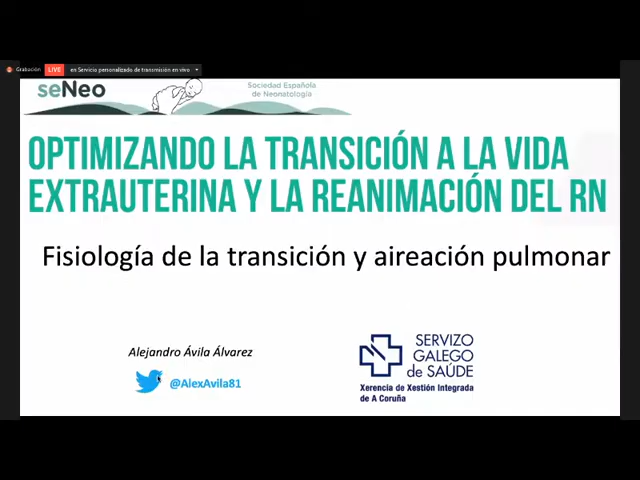 Grabación LIVE en Servicio personalizado de transmisión en vivo
seNeo
Sociedad Española
de Neonatología
OPTIMIZANDO LA TRANSICIÓN A LA VIDA
EXTRAUTERINA Y LA REANIMACIÓN DEL RN
Fisiología de la transición y aireación pulmonar
Alejandro Ávila Álvarez
@AlexAvila81
SERVIZO
GALEGO
de SAÚDE
Xerencia de Xestión Integrada
de A Coruña